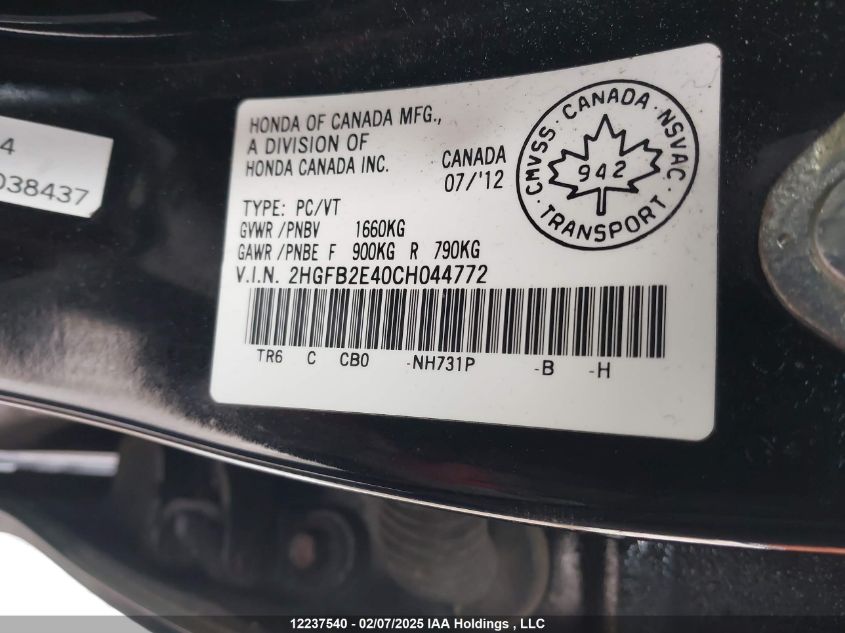 4
038437
HONDA OF CANADA MFG.,
A DIVISION OF
HONDA CANADA INC.
CANADA
07/'12
TYPE: PC/VT
GVWR /PNBV 1660KG
GAWR /PNBE F 900KG R 790KG
V.I.N. 2HGFB2E40CH044772
TR6 C CB0 -NH731P -B -H
CMVSS · CANADA · NSVAC · TRANSPORT ·
942
12237540 - 02/07/2025 IAA Holdings , LLC